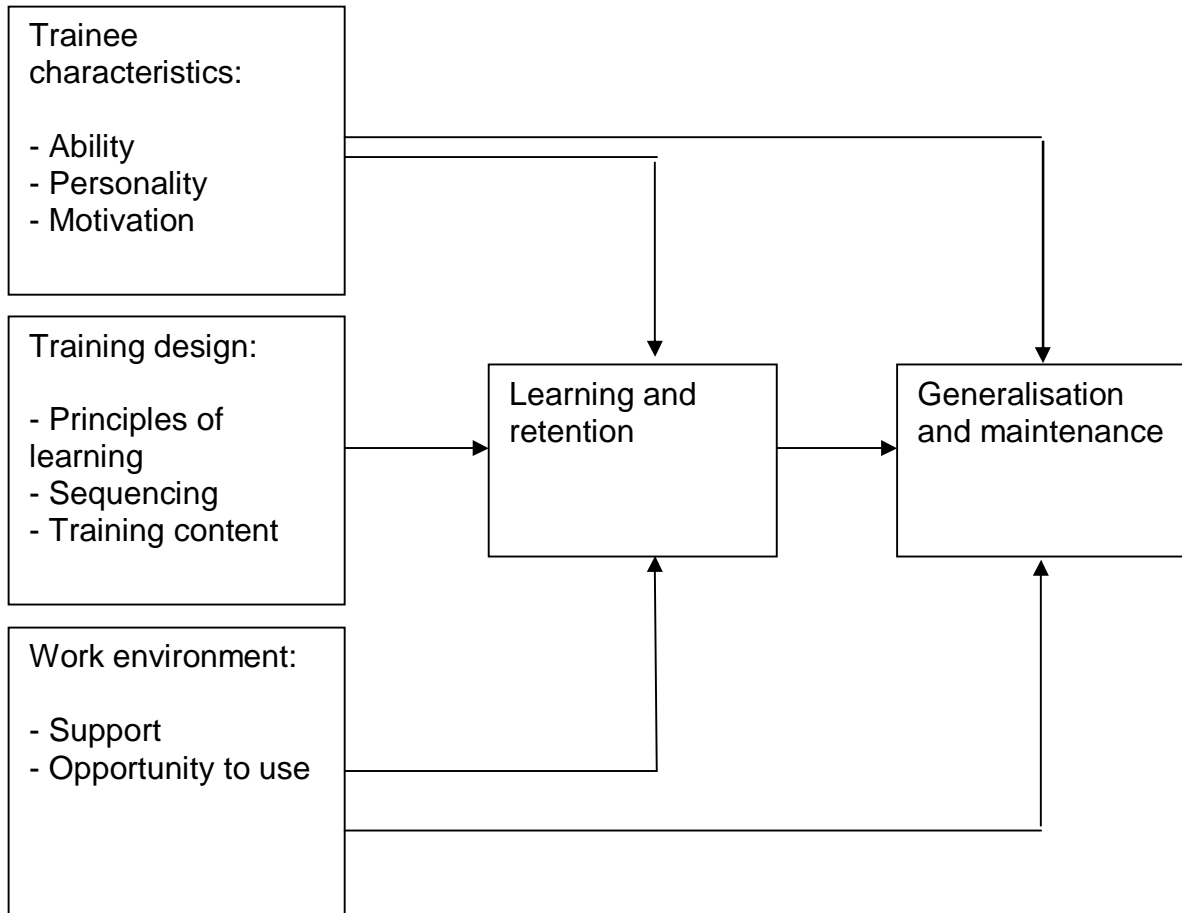 Trainee
characteristics:
- Ability
- Personality
- Motivation
Training design:
- Principles of
learning
- Sequencing
- Training content
Work environment:
- Support
- Opportunity to use
Learning and
retention
Generalisation
and maintenance